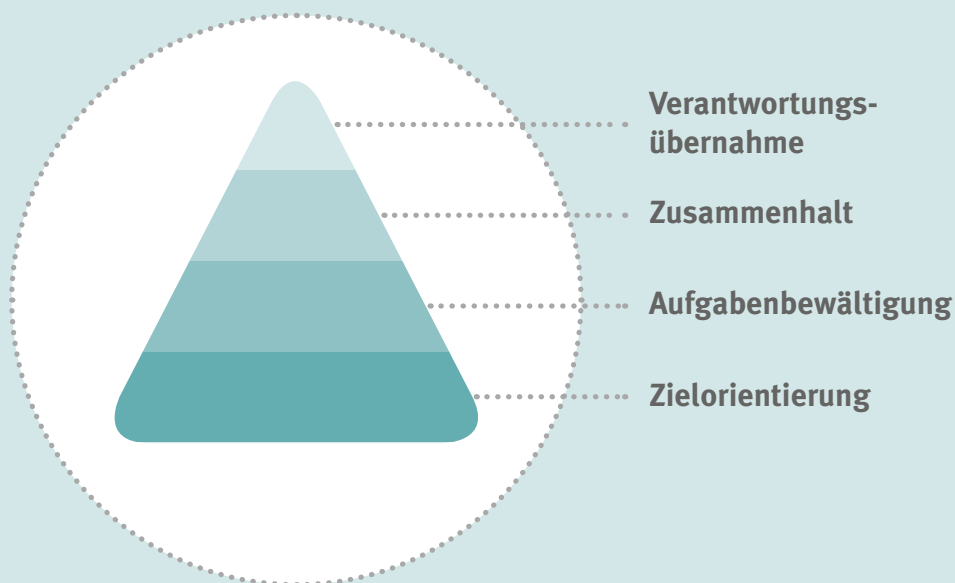 Verantwortungs-
übernahme
Zusammenhalt
Aufgabenbewältigung
Zielorientierung